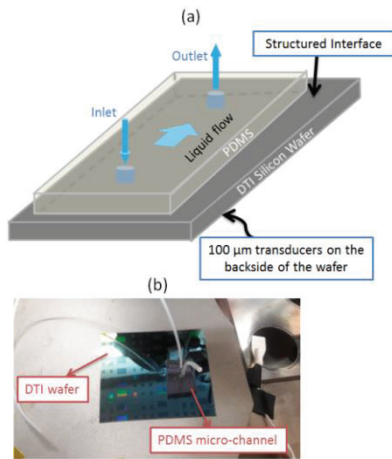 (a)
Outlet
Structured Interface
Inlet
Liquid flow
PDMS
DTI Silicon Wafer
100 µm transducers on the
backside of the wafer
(b)
DTI wafer
PDMS micro-channel